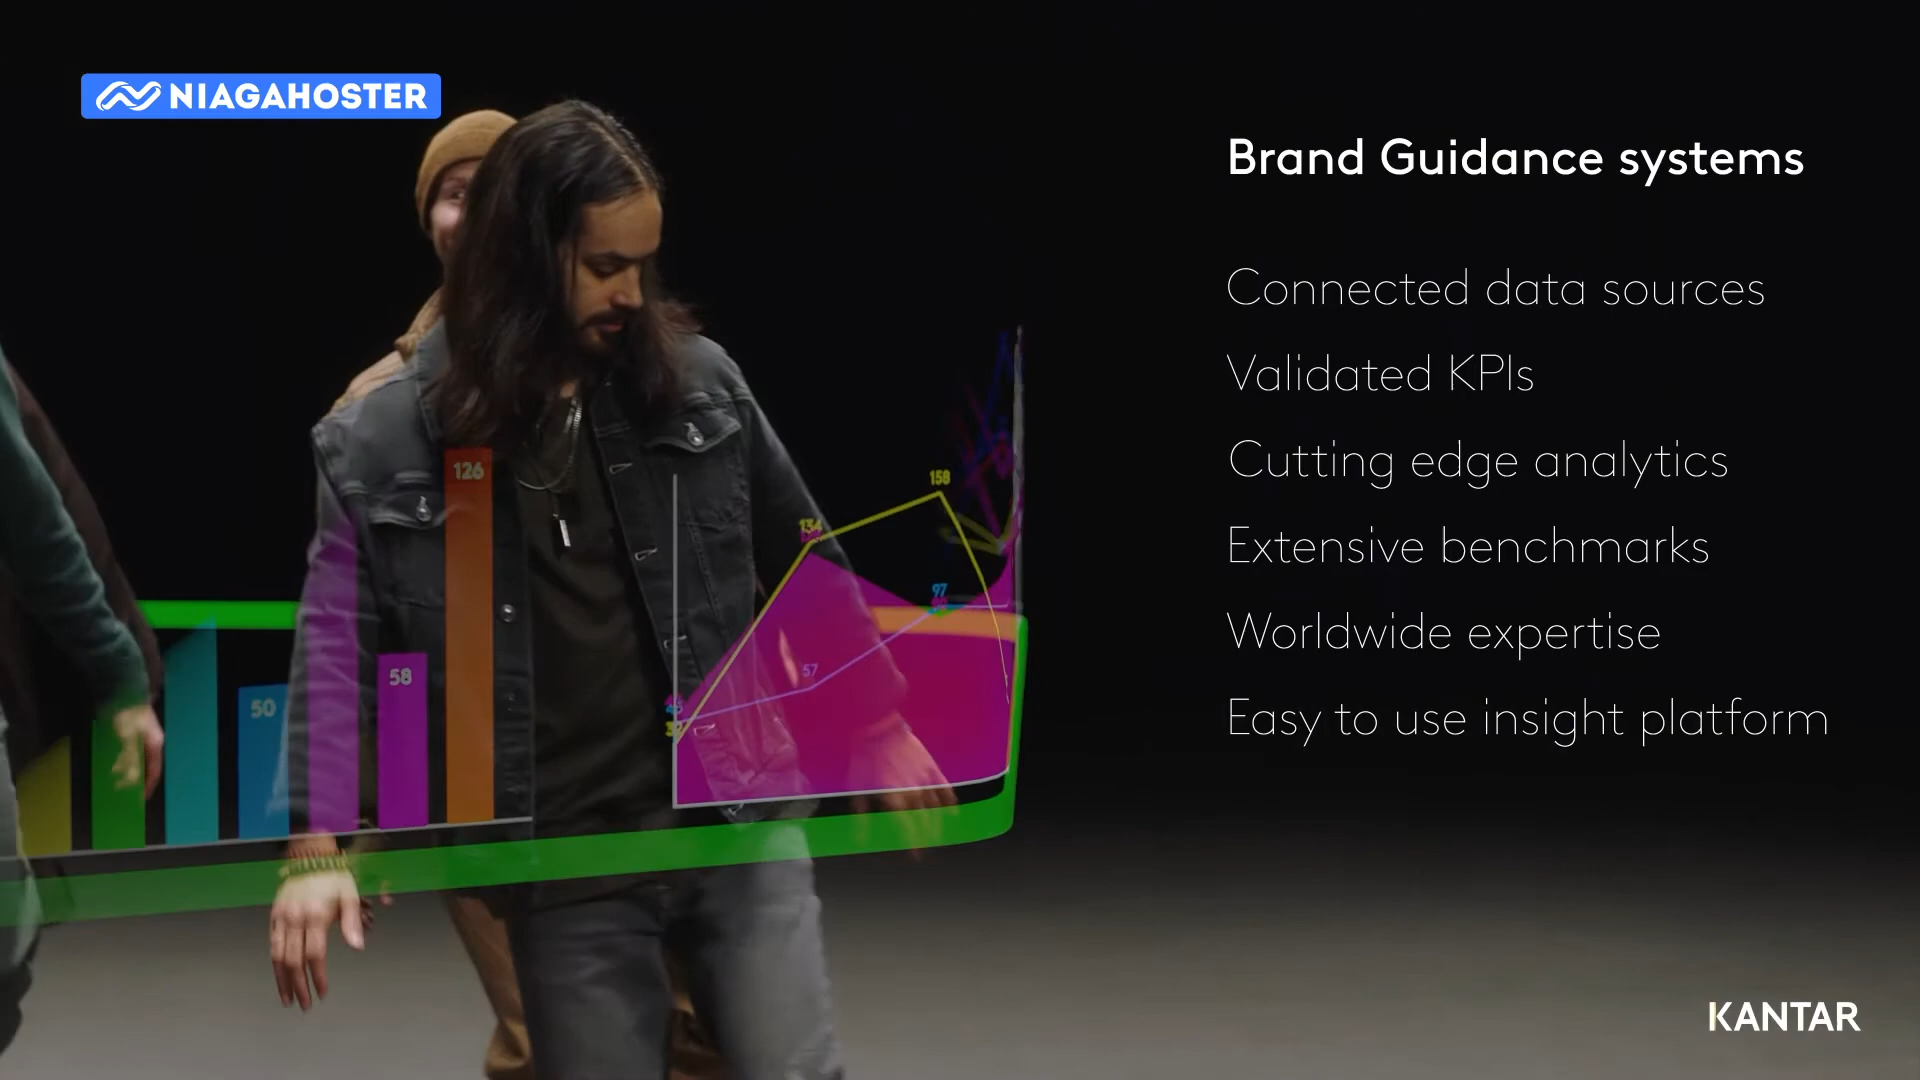 NIAGAHOSTER
Brand Guidance systems
Connected data sources
Validated KPIs
Cutting edge analytics
Extensive benchmarks
Worldwide expertise
Easy to use insight platform
126
158
134
97
58
57
50
KANTAR